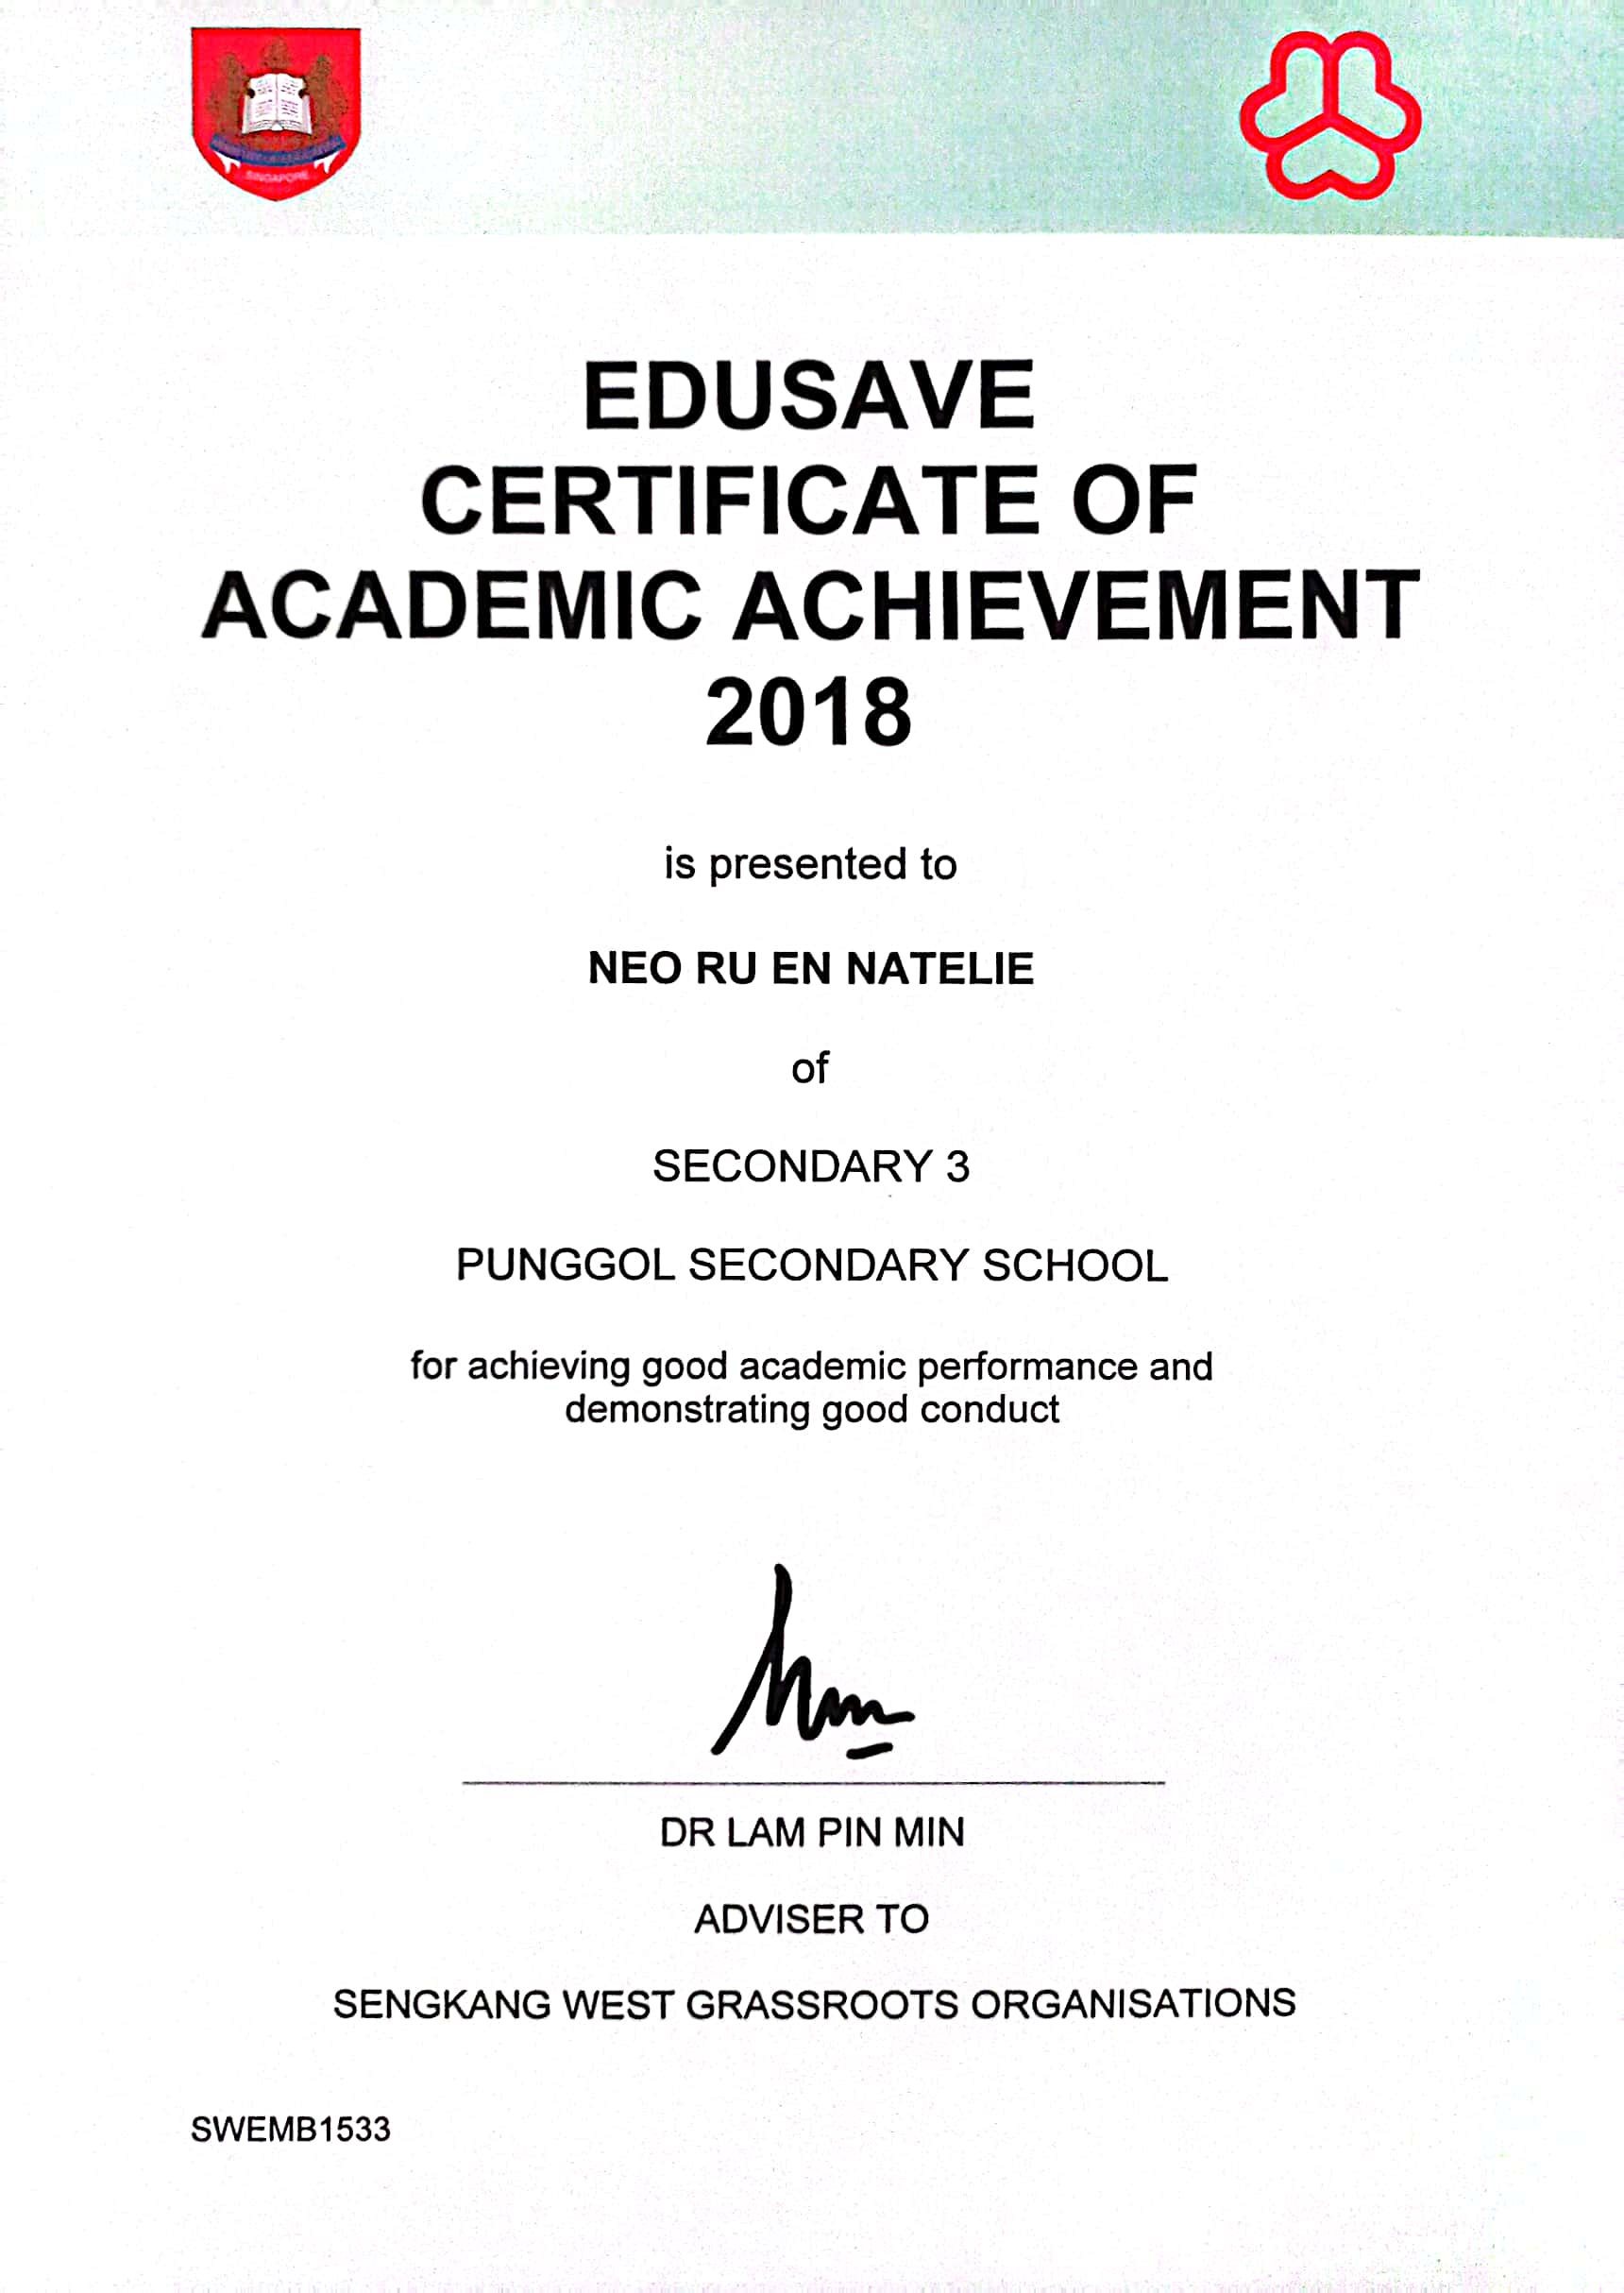 SINGAPORE
EDUSAVE
CERTIFICATE OF
ACADEMIC ACHIEVEMENT
2018
is presented to
NEO RU EN NATELIE
of
SECONDARY 3
PUNGGOL SECONDARY SCHOOL
for achieving good academic performance and
demonstrating good conduct
DR LAM PIN MIN
ADVISER TO
SENGKANG WEST GRASSROOTS ORGANISATIONS
SWEMB1533